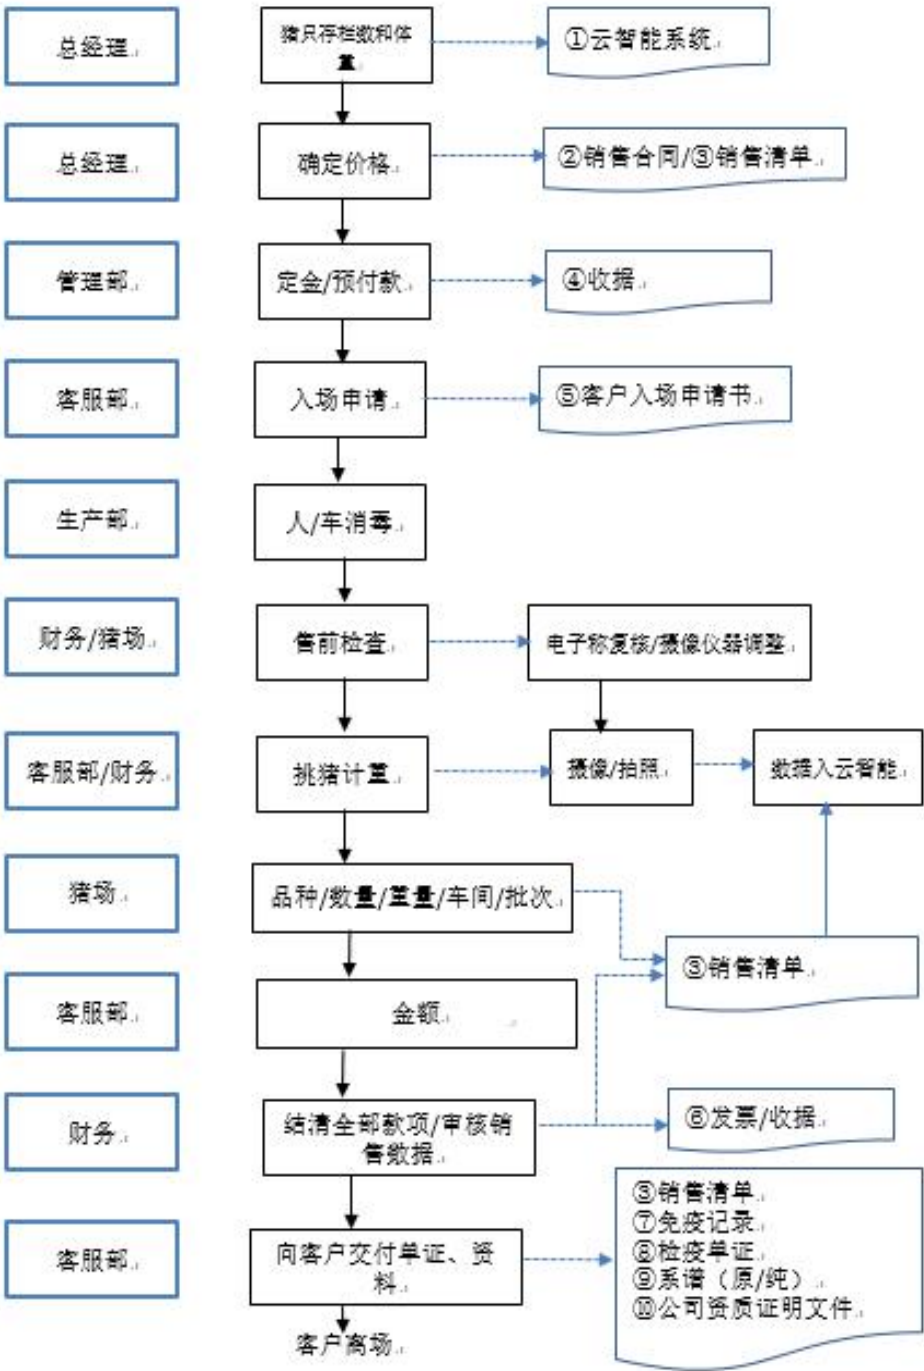 总经理
猪只存栏数和体
重
①云智能系统
总经理
确定价格
②销售合同/③销售清单
管理部
定金/预付款
④收据
客服部
入场申请
⑤客户入场申请书
生产部
人/车消毒
财务/猪场
售前检查
电子称复核/摄像仪器调整
客服部/财务
挑猪计重
摄像/拍照
数据入云智能
猪场
品种/数量/重量/车间/批次
③销售清单
客服部
金额
财务
结清全部款项/审核销
售数据
⑥发票/收据
客服部
向客户交付单证、资
料
③销售清单
⑦免疫记录
⑧检疫单证
⑨系谱（原/纯）
⑩公司资质证明文件
客户离场